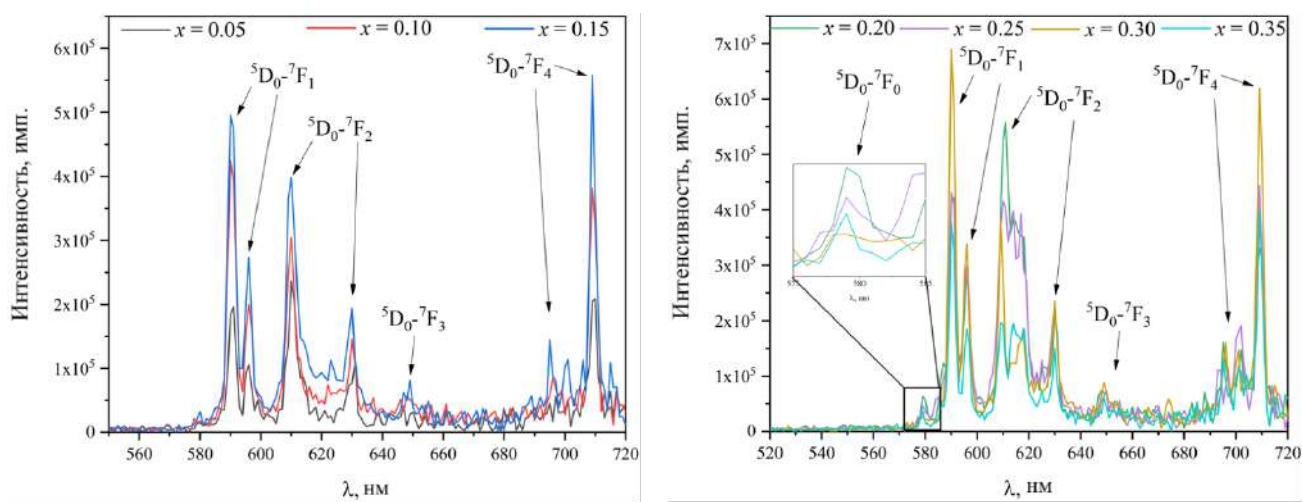 x = 0.05 x = 0.10 x = 0.15
⁵D₀-⁷F₄
⁵D₀-⁷F₁
⁵D₀-⁷F₂
⁵D₀-⁷F₃
Интенсивность, имп.
6x10⁵
5x10⁵
4x10⁵
3x10⁵
2x10⁵
1x10⁵
0
560 580 600 620 640 660 680 700 720
λ, нм
x = 0.20 x = 0.25 x = 0.30 x = 0.35
⁵D₀-⁷F₁
⁵D₀-⁷F₀
⁵D₀-⁷F₂
⁵D₀-⁷F₄
⁵D₀-⁷F₃
580
λ, нм
Интенсивность, имп.
7x10⁵
6x10⁵
5x10⁵
4x10⁵
3x10⁵
2x10⁵
1x10⁵
0
520 540 560 580 600 620 640 660 680 700 720
λ, нм